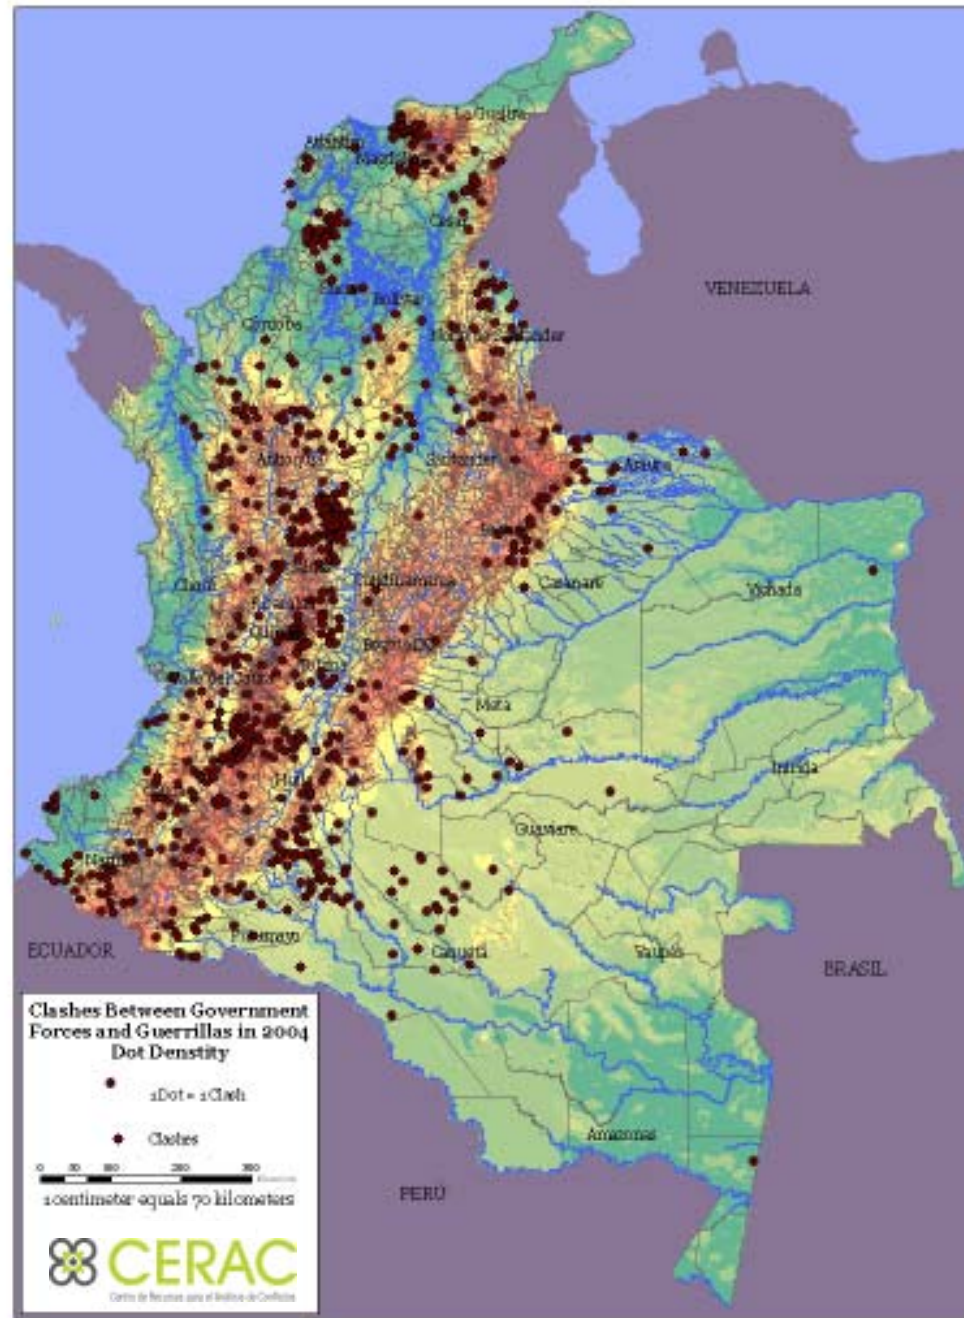 La Guajira
Atlántico
Magdalena
Cesar
Bolívar
Córdoba
Norte de Santander
VENEZUELA
Antioquia
Santander
Arauca
Cundinamarca
Casanare
Vichada
Chocó
Bogotá DC
Valle del Cauca
Meta
Huila
Guaviare
Nariño
Putumayo
Caquetá
Vaupés
ECUADOR
BRASIL
Amazonas
PERÚ
Clashes Between Government
Forces and Guerrillas in 2004
Dot Denstity
1Dot = 1Clash
Clashes
1centimeter equals 70 kilometers
CERAC
Centro de Recursos para el Análisis de Conflictos